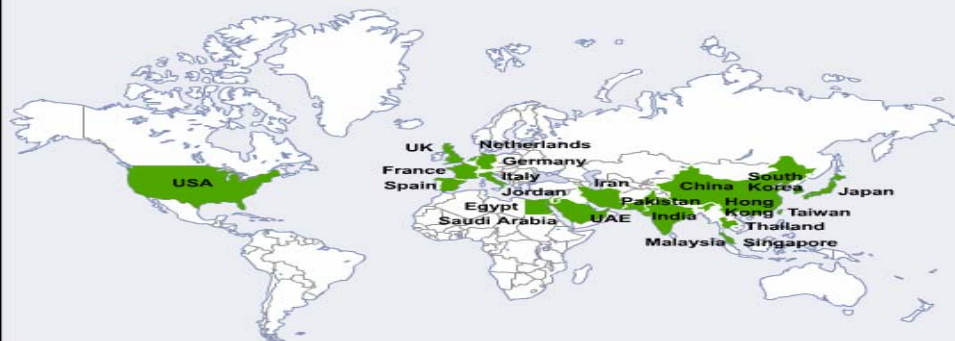 UK
Netherlands
Germany
France
Italy
Spain
USA
Jordan
Iran
China
South
Korea
Japan
Egypt
Pakistan
Hong
Kong
Taiwan
Saudi Arabia
UAE
India
Thailand
Malaysia
Singapore